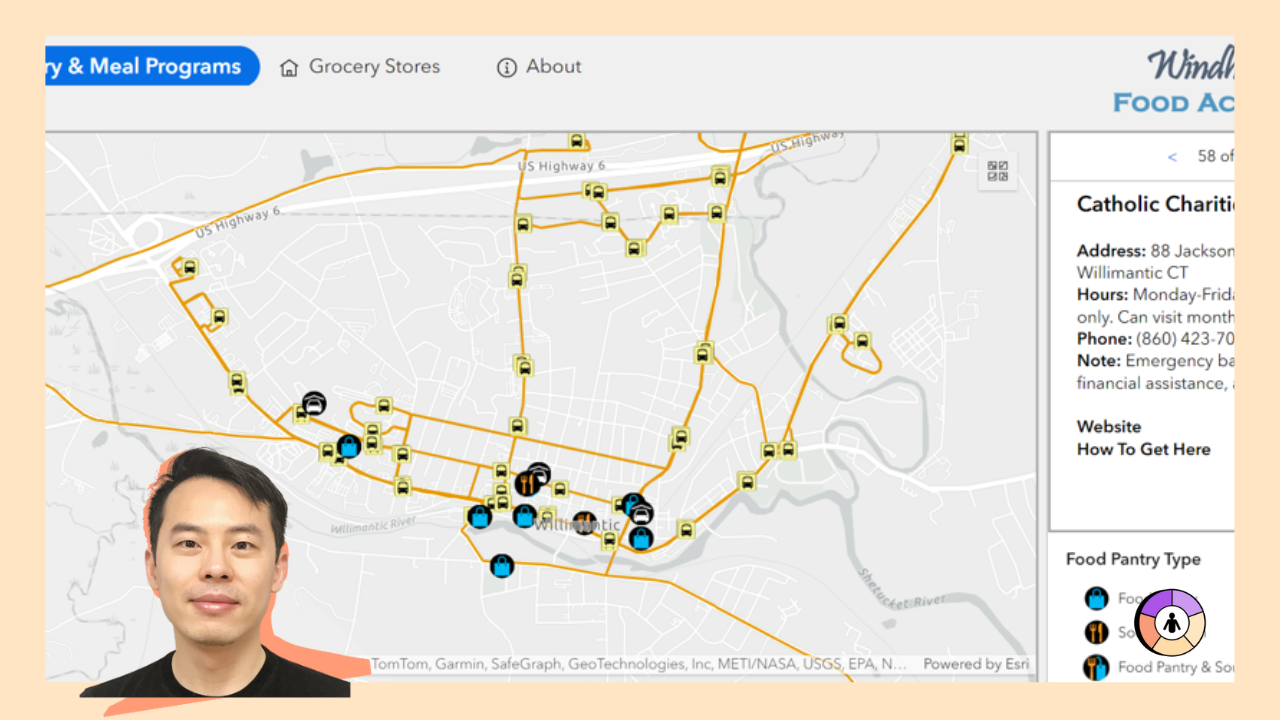 ry & Meal Programs
Grocery Stores
About
Windh
FOOD AC
US Highway 6
US Highway
US Highway 6
Willimantic River
Willimantic
Shetucket River
TomTom, Garmin, SafeGraph, GeoTechnologies, Inc, METI/NASA, USGS, EPA, N...
Powered by Esri
< 58 of
Catholic Chariti
Address: 88 Jackson
Willimantic CT
Hours: Monday-Frida
only. Can visit month
Phone: (860) 423-70
Note: Emergency ba
financial assistance,
Website
How To Get Here
Food Pantry Type
Foo
So
Food Pantry & Sou